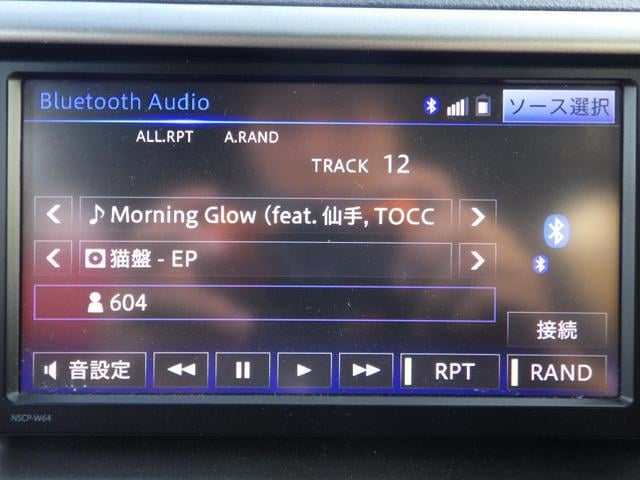 Bluetooth Audio
ソース選択
ALL.RPT A.RAND
TRACK 12
Morning Glow (feat. 仙手, TOCC
猫盤 - EP
604
接続
音設定
RPT
RAND
NSCP-W64